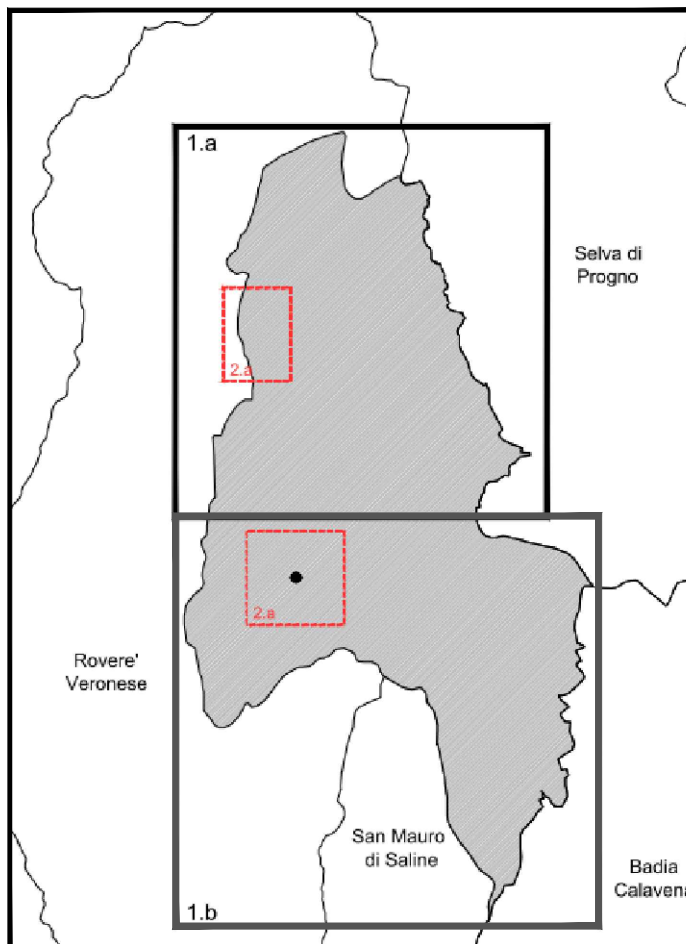 1.a
Selva di
Progno
2.a
2.a
Rovere'
Veronese
San Mauro
di Saline
Badia
Calavena
1.b